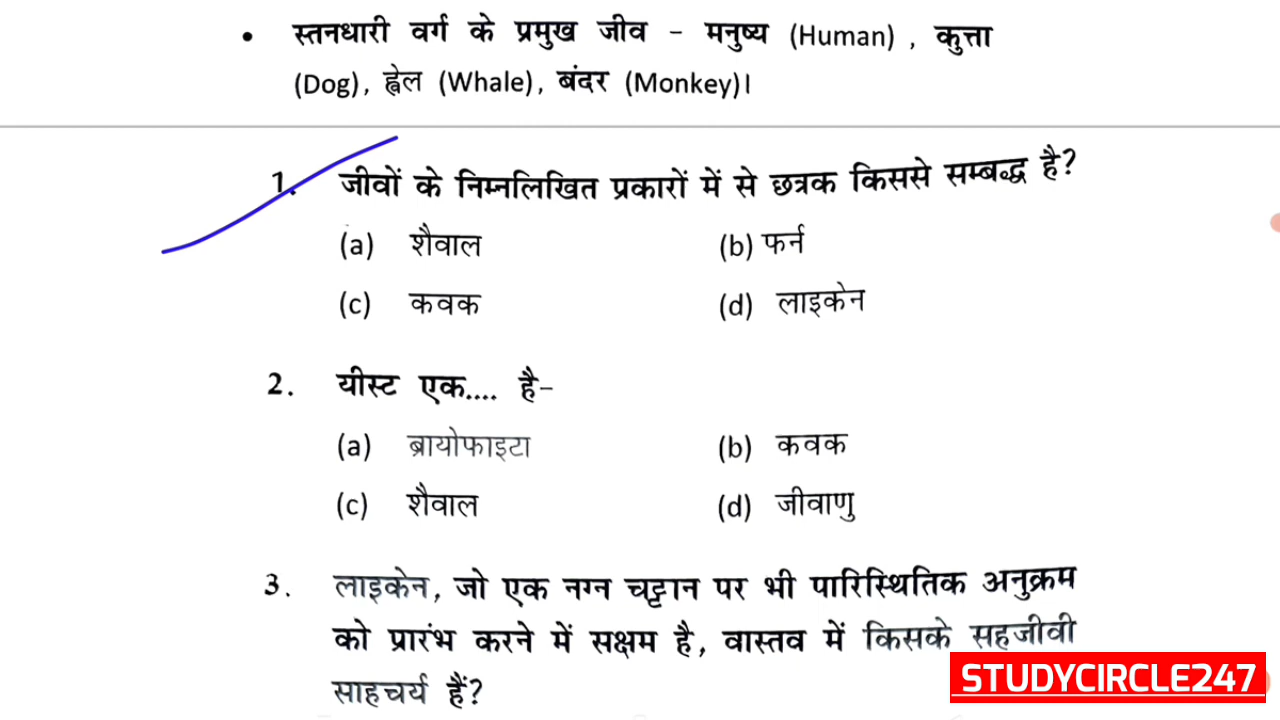 • स्तनधारी वर्ग के प्रमुख जीव - मनुष्य (Human), कुत्ता
(Dog), ह्वेल (Whale), बंदर (Monkey)।
1. जीवों के निम्नलिखित प्रकारों में से छत्रक किससे सम्बद्ध है?
(a) शैवाल (b) फर्न
(c) कवक (d) लाइकेन
2. यीस्ट एक.... है-
(a) ब्रायोफाइटा (b) कवक
(c) शैवाल (d) जीवाणु
3. लाइकेन, जो एक नग्न चट्टान पर भी पारिस्थितिक अनुक्रम
को प्रारंभ करने में सक्षम है, वास्तव में किसके सहजीवी
साहचर्य हैं?
STUDYCIRCLE247